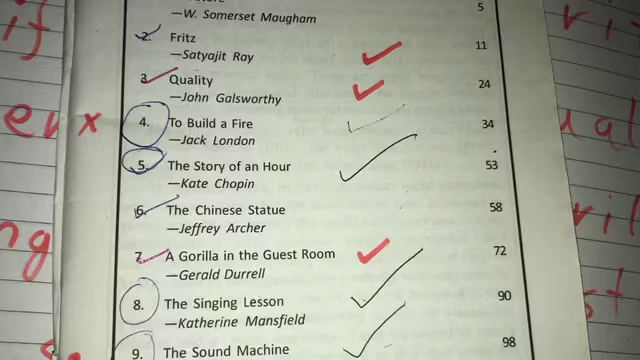 —W. Somerset Maugham 5
2. Fritz 11
—Satyajit Ray
3. Quality 24
—John Galsworthy
4. To Build a Fire 34
—Jack London
5. The Story of an Hour 53
—Kate Chopin
6. The Chinese Statue 58
—Jeffrey Archer
7. A Gorilla in the Guest Room 72
—Gerald Durrell
8. The Singing Lesson 90
—Katherine Mansfield
9. The Sound Machine 98